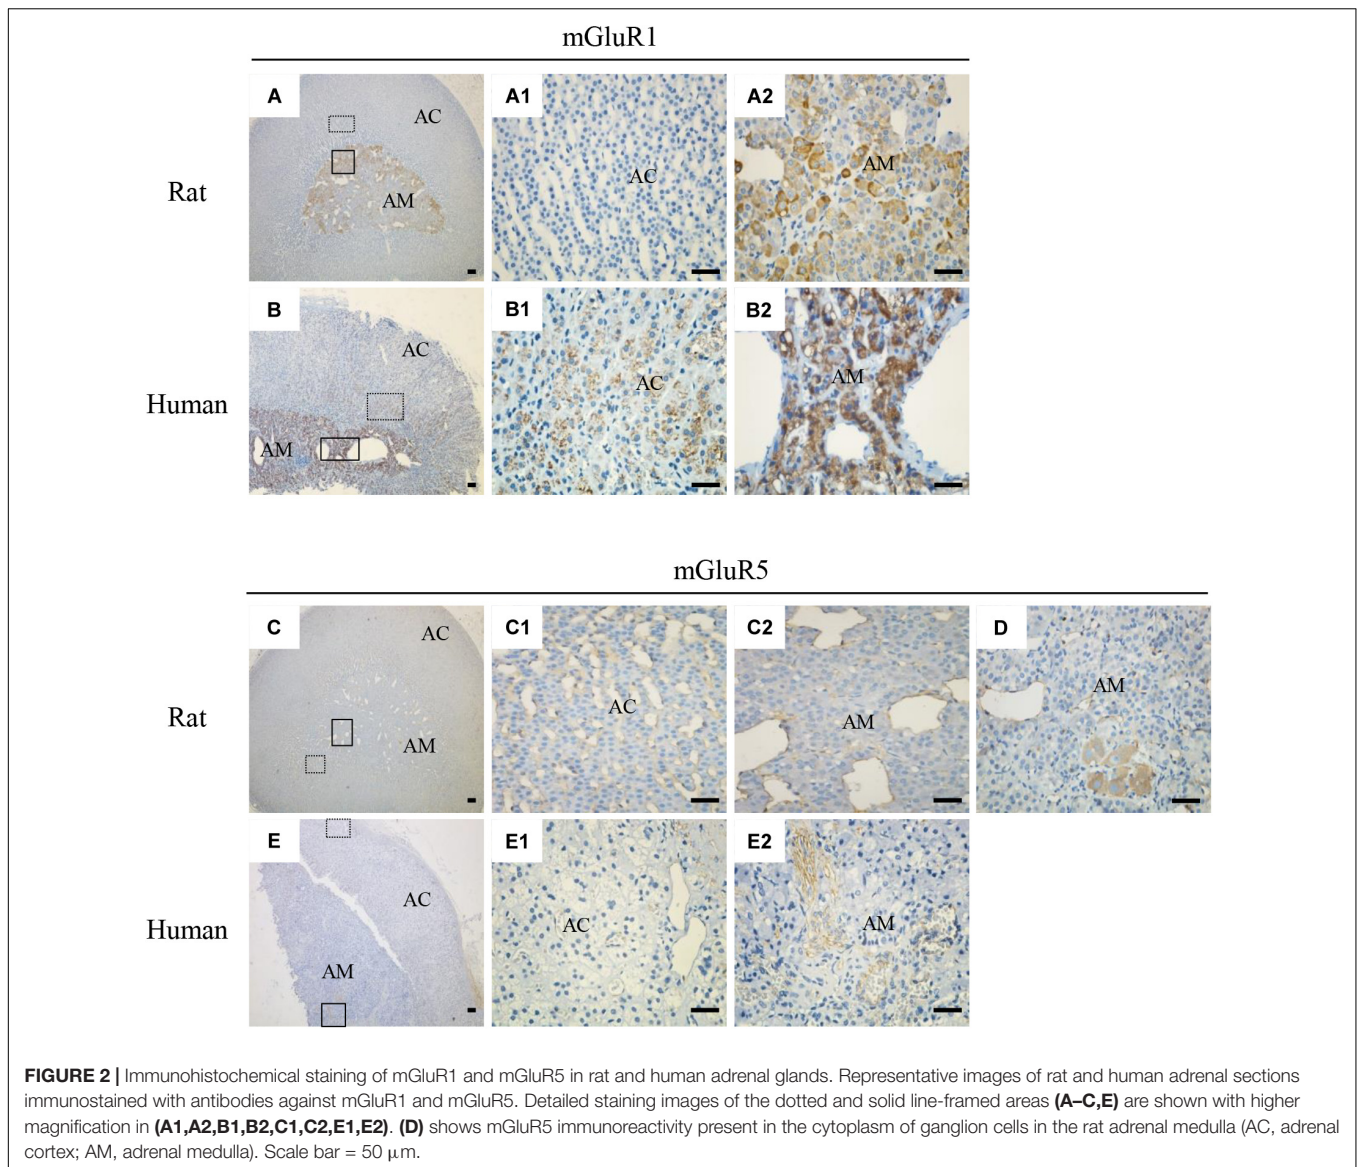 mGluR1
A
AC
AM
A1
AC
A2
AM
Rat
B
AC
AM
B1
AC
B2
AM
Human
mGluR5
C
AC
AM
C1
AC
C2
AM
D
AM
Rat
E
AC
AM
E1
AC
E2
AM
Human
FIGURE 2 | Immunohistochemical staining of mGluR1 and mGluR5 in rat and human adrenal glands. Representative images of rat and human adrenal sections
immunostained with antibodies against mGluR1 and mGluR5. Detailed staining images of the dotted and solid line-framed areas (A–C,E) are shown with higher
magnification in (A1,A2,B1,B2,C1,C2,E1,E2). (D) shows mGluR5 immunoreactivity present in the cytoplasm of ganglion cells in the rat adrenal medulla (AC, adrenal
cortex; AM, adrenal medulla). Scale bar = 50 μm.